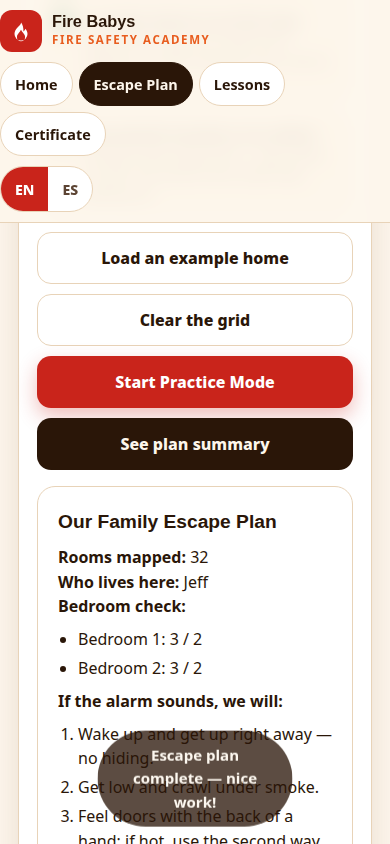 Fire Babys
FIRE SAFETY ACADEMY
Home
Escape Plan
Lessons
Certificate
EN
ES
Load an example home
Clear the grid
Start Practice Mode
See plan summary
Our Family Escape Plan
Rooms mapped: 32
Who lives here: Jeff
Bedroom check:
• Bedroom 1: 3 / 2
• Bedroom 2: 3 / 2
If the alarm sounds, we will:
1. Wake up and get up right away —
no hiding.
2. Get low and crawl under smoke.
3. Feel doors with the back of a
hand; if hot, use the second way
Escape plan
complete — nice
work!